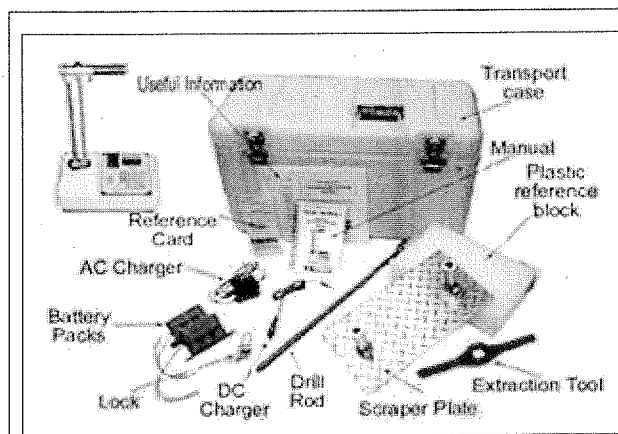 Useful Information
Transport
case
Manual
Plastic
reference
block
Reference
Card
AC Charger
Battery
Packs
Lock
DC
Charger
Drill
Rod
Scraper Plate
Extraction Tool